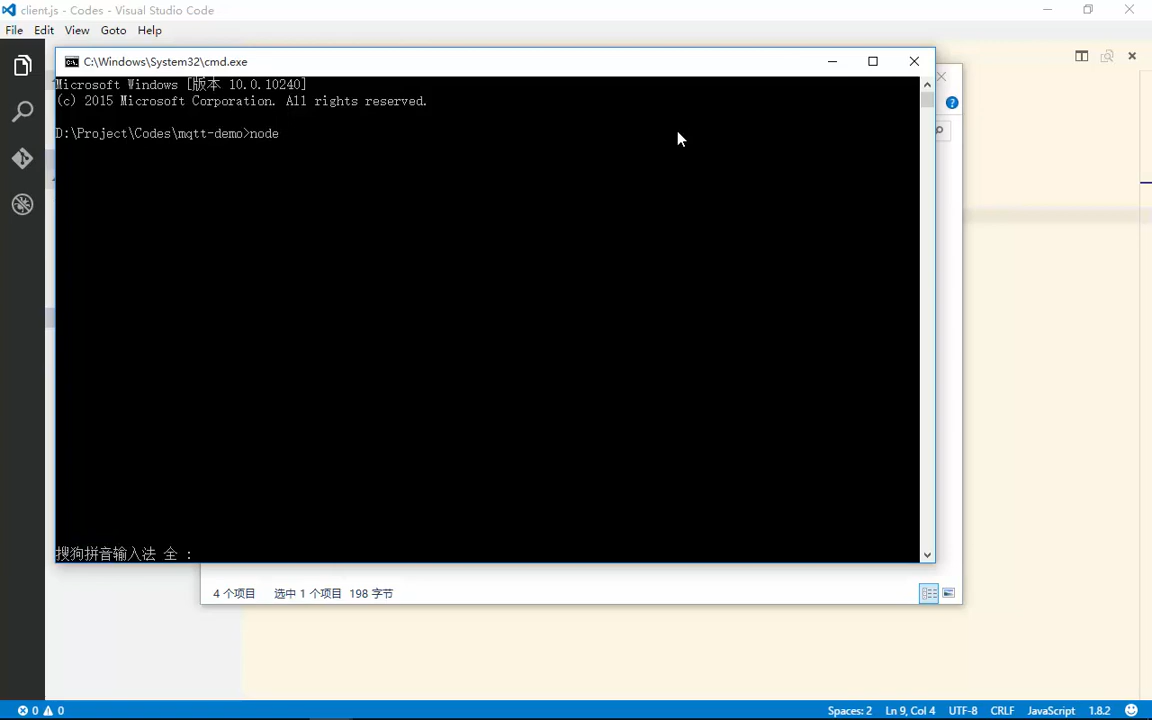 client.js - Codes - Visual Studio Code
File Edit View Goto Help
C:\Windows\System32\cmd.exe
Microsoft Windows [版本 10.0.10240]
(c) 2015 Microsoft Corporation. All rights reserved.
D:\Project\Codes\mqtt-demo>node
搜狗拼音输入法 全 :
4 个项目 选中 1 个项目 198 字节
0 0 Spaces: 2 Ln 9, Col 4 UTF-8 CRLF JavaScript 1.8.2